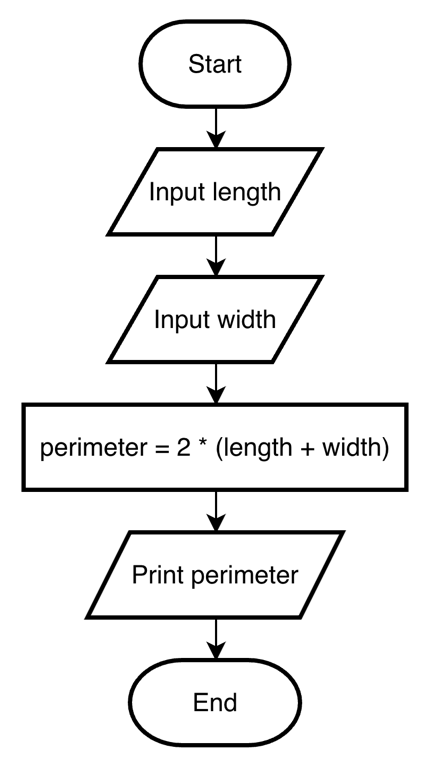 Start
Input length
Input width
perimeter = 2 * (length + width)
Print perimeter
End